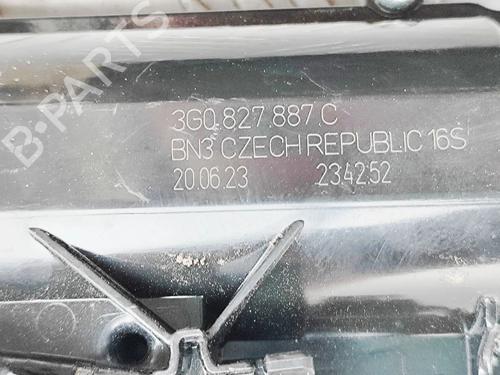 B-PARTS
3G0.827.887.C
BN3 CZECH REPUBLIC 16S
20.06.23 234252